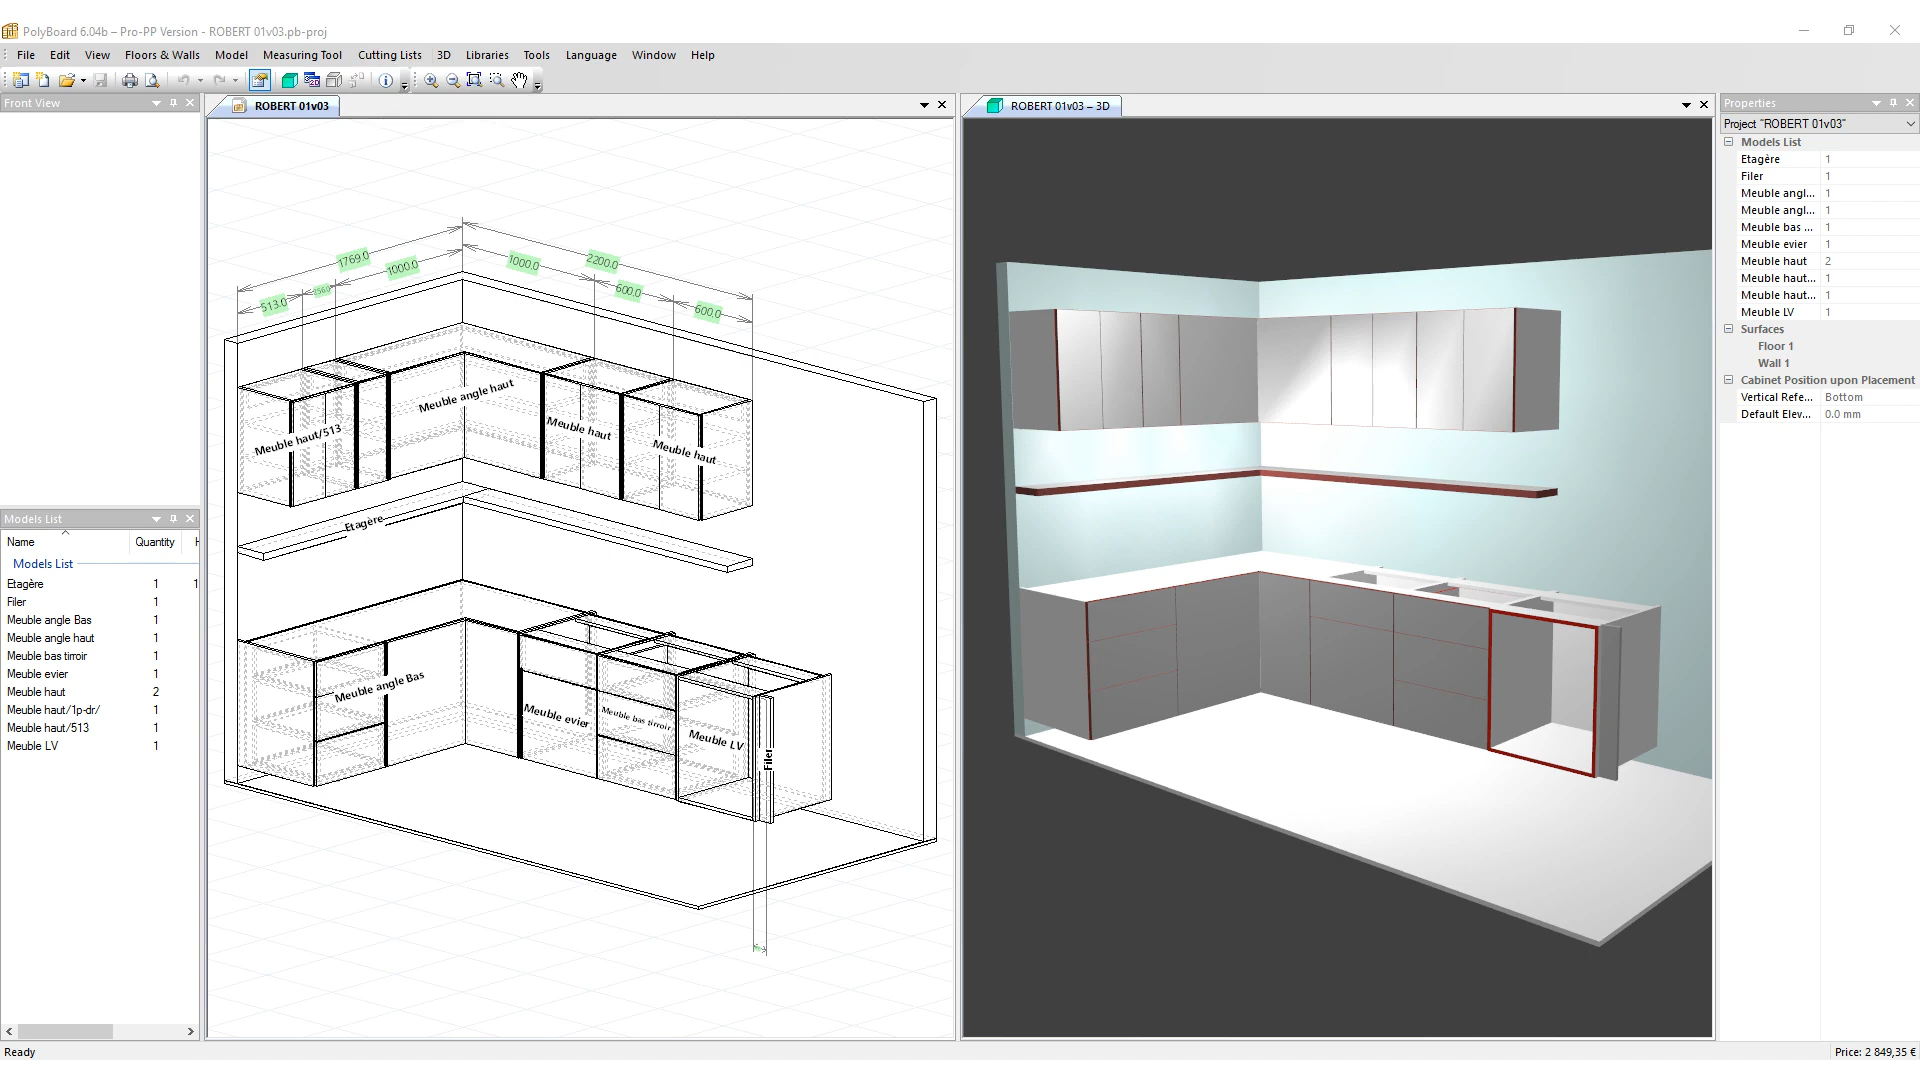 PolyBoard 6.04b – Pro-PP Version - ROBERT 01v03.pb-proj
File Edit View Floors & Walls Model Measuring Tool Cutting Lists 3D Libraries Tools Language Window Help
Front View
ROBERT 01v03
ROBERT 01v03 – 3D
Properties
Project "ROBERT 01v03"
Models List
Etagère 1
Filer 1
Meuble angl... 1
Meuble angl... 1
Meuble bas ... 1
Meuble evier 1
Meuble haut 2
Meuble haut... 1
Meuble haut... 1
Meuble LV 1
Surfaces
Floor 1
Wall 1
Cabinet Position upon Placement
Vertical Refe... Bottom
Default Elev... 0.0 mm
1769.0
1000.0
513.0
1000.0
2200.0
600.0
600.0
Meuble haut/513
Meuble angle haut
Meuble haut
Meuble haut
Etagère
Meuble angle Bas
Meuble evier
Meuble bas tirroir
Meuble LV
Filer
Models List
Name Quantity
Models List
Etagère 1 1
Filer 1
Meuble angle Bas 1
Meuble angle haut 1
Meuble bas tirroir 1
Meuble evier 1
Meuble haut 2
Meuble haut/1p-dr/ 1
Meuble haut/513 1
Meuble LV 1
Ready
Price: 2 849,35 €